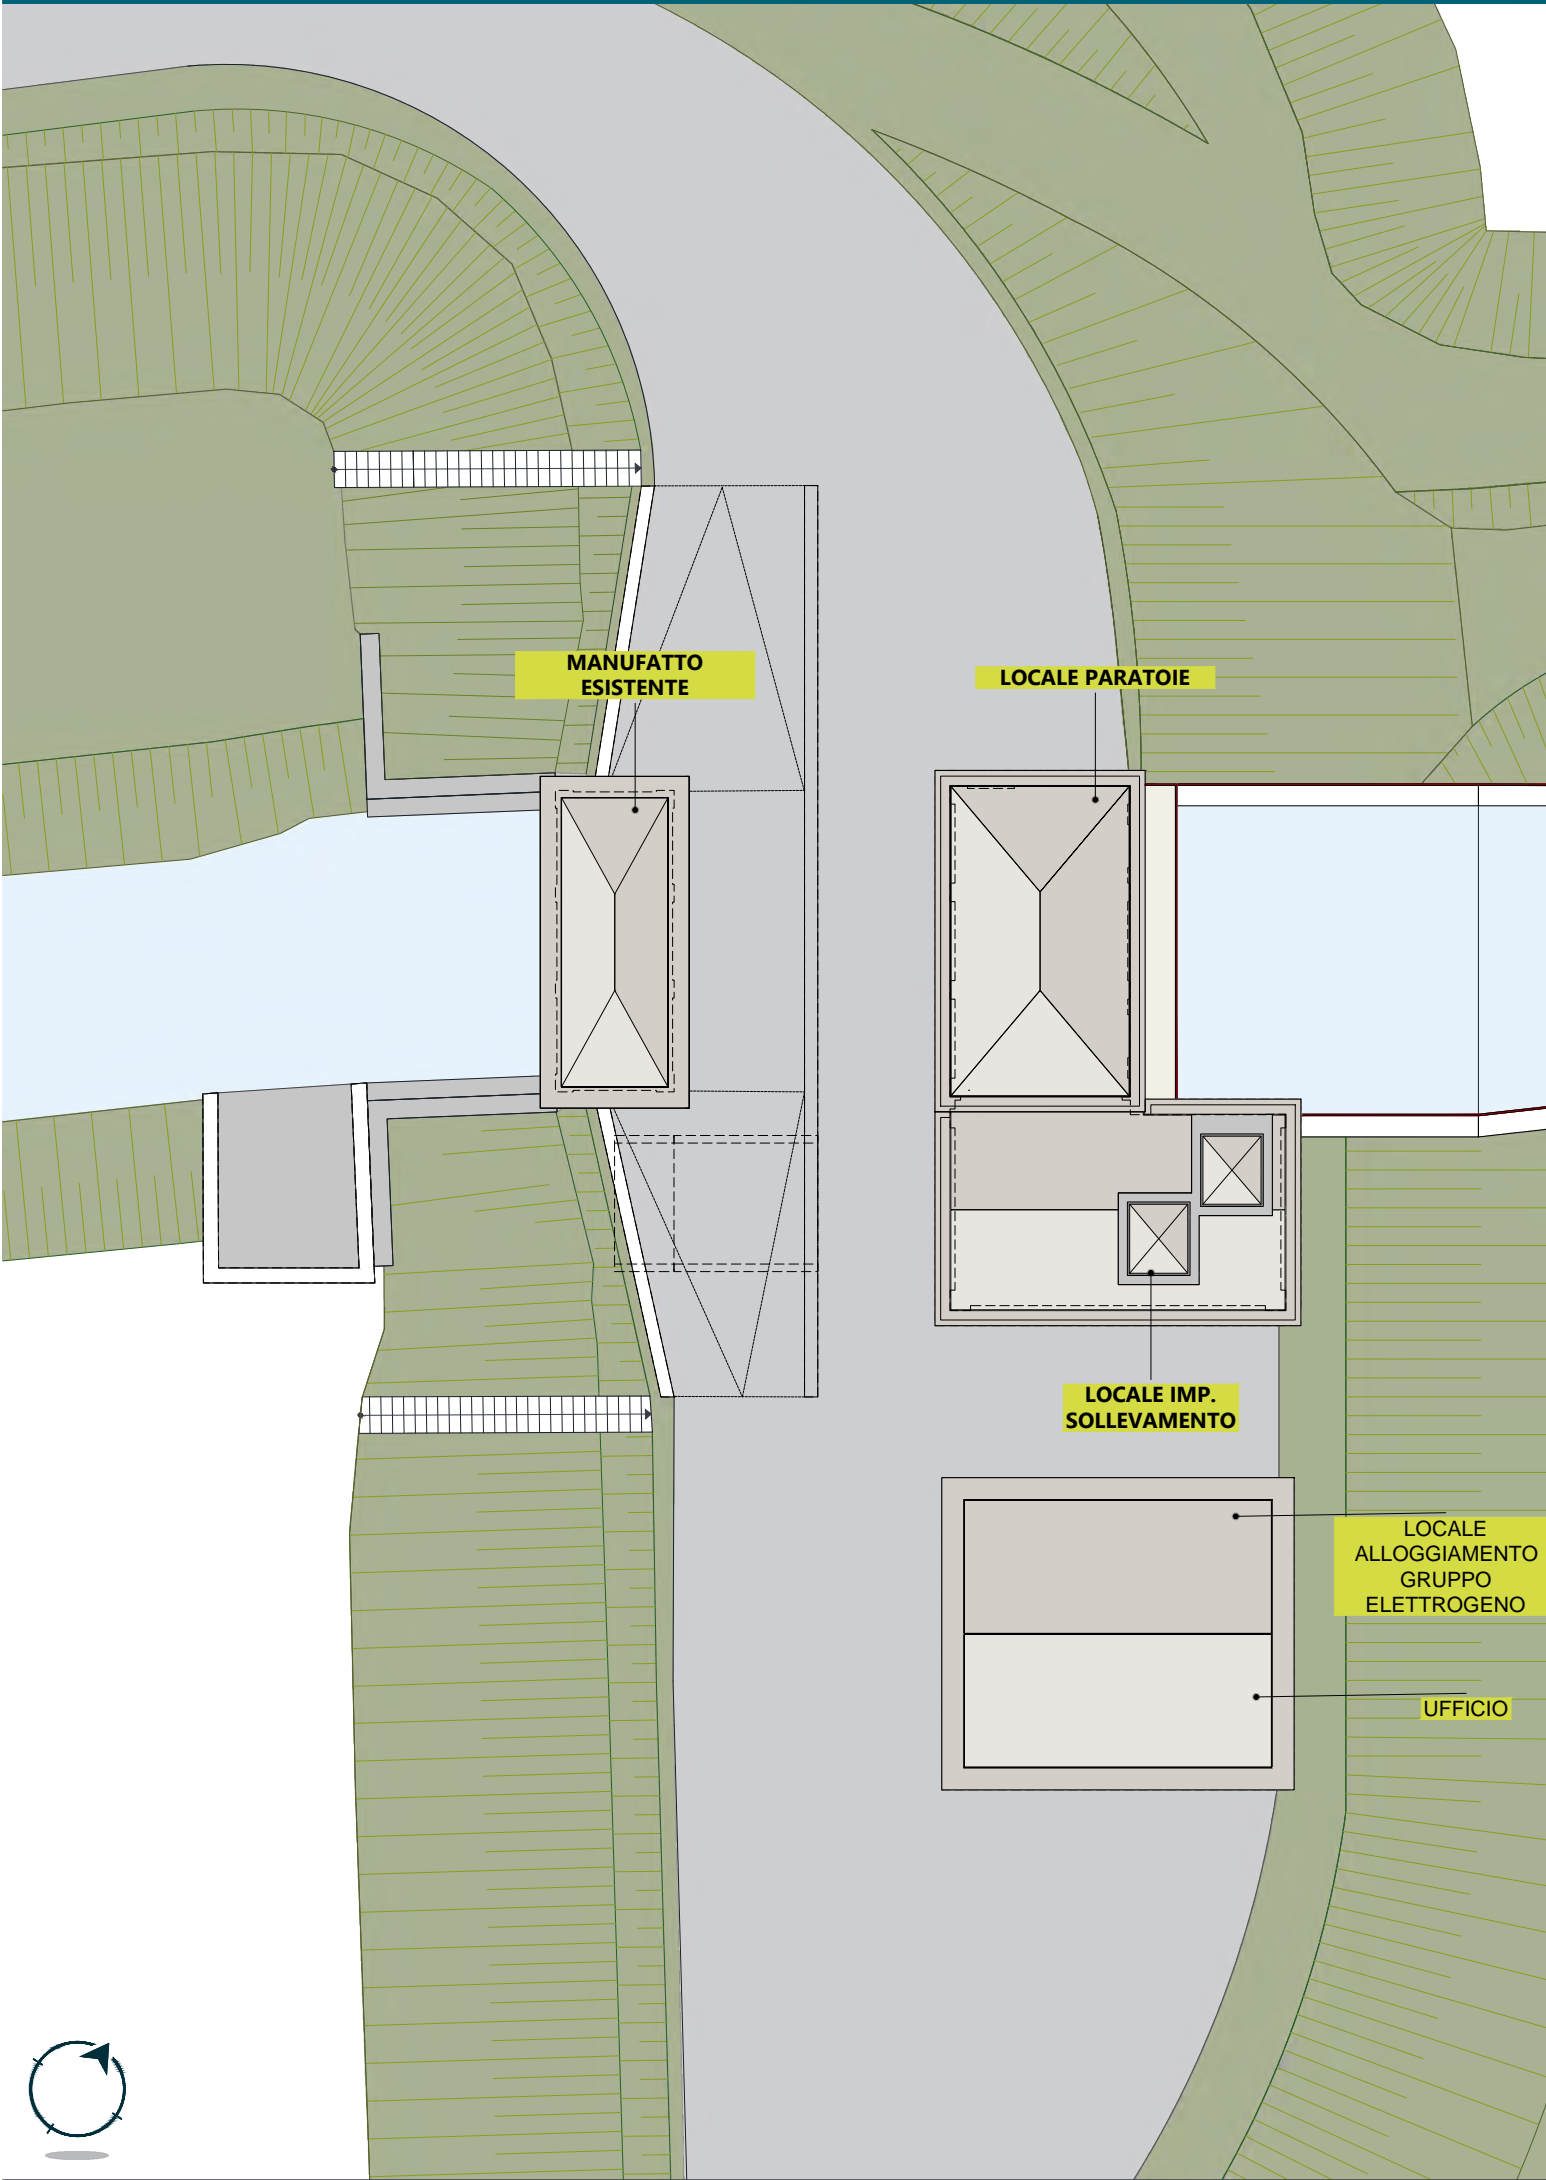 MANUFATTO
ESISTENTE
LOCALE PARATOIE
LOCALE IMP.
SOLLEVAMENTO
LOCALE
ALLOGGIAMENTO
GRUPPO
ELETTROGENO
UFFICIO